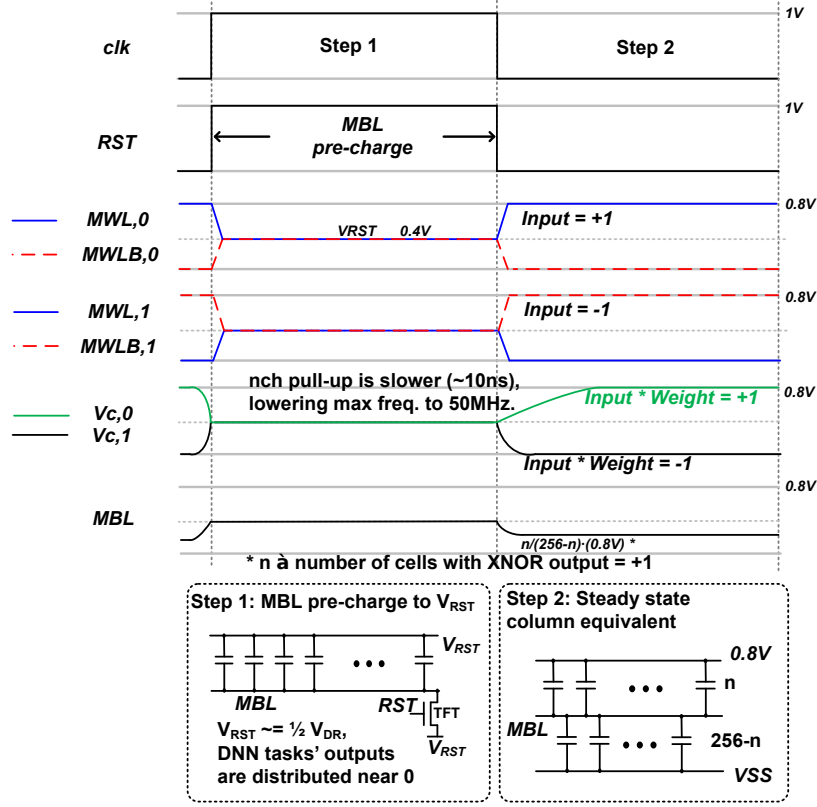 1V
clk
Step 1
Step 2
1V
RST
MBL
pre-charge
0.8V
MWL,0
MWLB,0
VRST 0.4V
Input = +1
0.8V
MWL,1
MWLB,1
Input = -1
nch pull-up is slower (~10ns),
lowering max freq. to 50MHz.
0.8V
Vc,0
Vc,1
Input * Weight = +1
Input * Weight = -1
0.8V
MBL
n/(256-n)·(0.8V) *
* n à number of cells with XNOR output = +1
Step 1: MBL pre-charge to VRST
VRST
MBL
RST
TFT
VRST
VRST ~= ½ VDR,
DNN tasks' outputs
are distributed near 0
Step 2: Steady state
column equivalent
0.8V
n
MBL
256-n
VSS